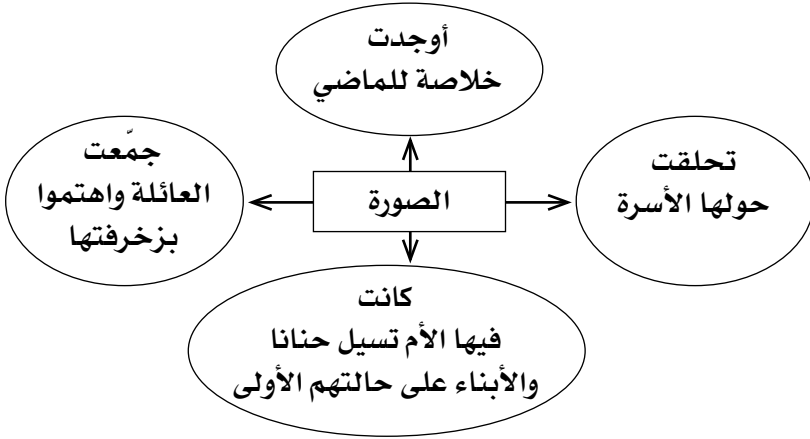 أوجدت
خلاصة للماضي
تحلقت
حولها الأسرة
الصورة
جمّعت
العائلة واهتموا
بزخرفتها
كانت
فيها الأم تسيل حنانا
والأبناء على حالتهم الأولى